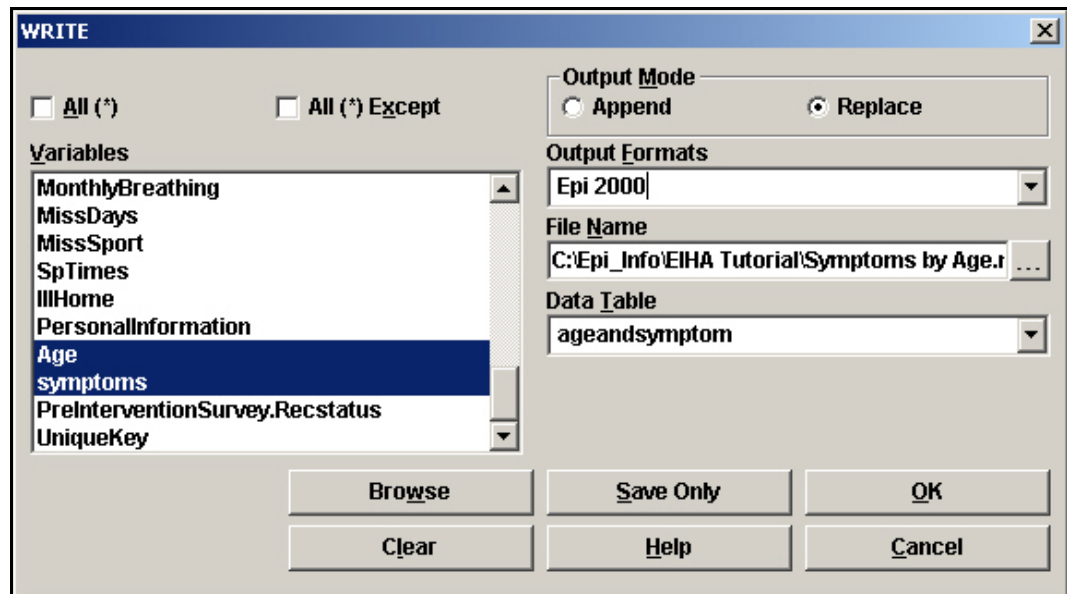 WRITE
All (*)
All (*) Except
Output Mode
Append
Replace
Variables
MonthlyBreathing
MissDays
MissSport
SpTimes
IllHome
PersonalInformation
Age
symptoms
PreInterventionSurvey.Recstatus
UniqueKey
Output Formats
Epi 2000
File Name
C:\Epi_Info\EIHA Tutorial\Symptoms by Age.r
...
Data Table
ageandsymptom
Browse
Save Only
OK
Clear
Help
Cancel